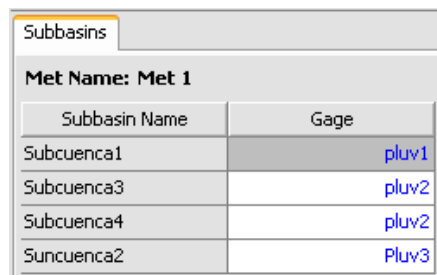 Subbasins
Met Name: Met 1
Subbasin Name Gage
Subcuenca1 pluv1
Subcuenca3 pluv2
Subcuenca4 pluv2
Suncuenca2 Pluv3